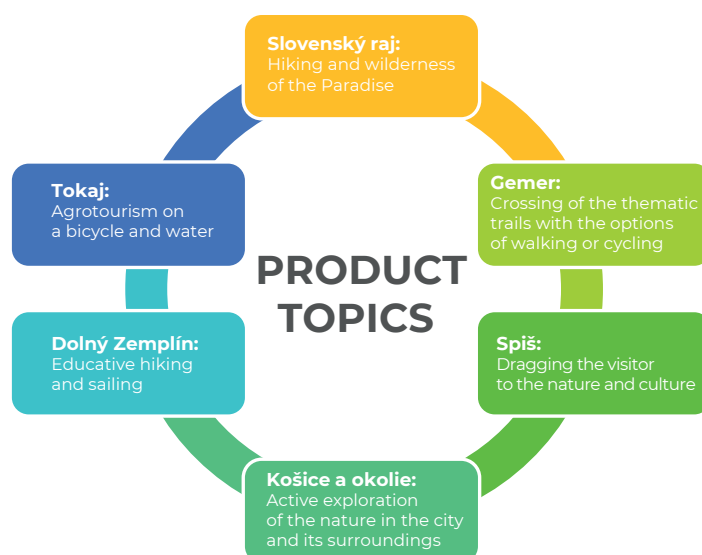 Slovenský raj:
Hiking and wilderness
of the Paradise
Gemer:
Crossing of the thematic
trails with the options
of walking or cycling
Spiš:
Dragging the visitor
to the nature and culture
Košice a okolie:
Active exploration
of the nature in the city
and its surroundings
Dolný Zemplín:
Educative hiking
and sailing
Tokaj:
Agrotourism on
a bicycle and water
PRODUCT
TOPICS